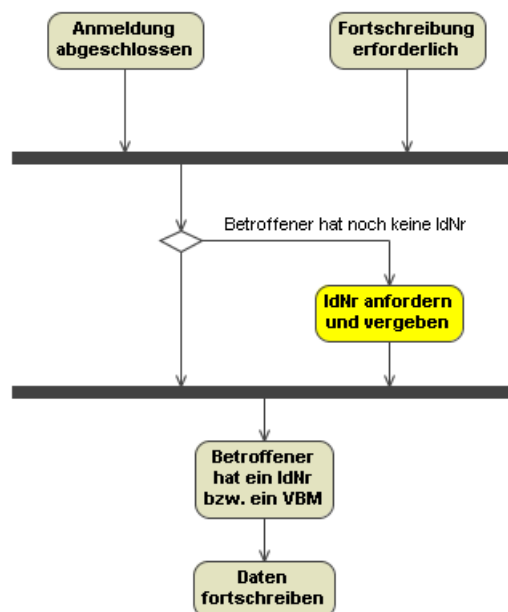 Anmeldung
abgeschlossen
Fortschreibung
erforderlich
Betroffener hat noch keine IdNr
IdNr anfordern
und vergeben
Betroffener
hat ein IdNr
bzw. ein VBM
Daten
fortschreiben